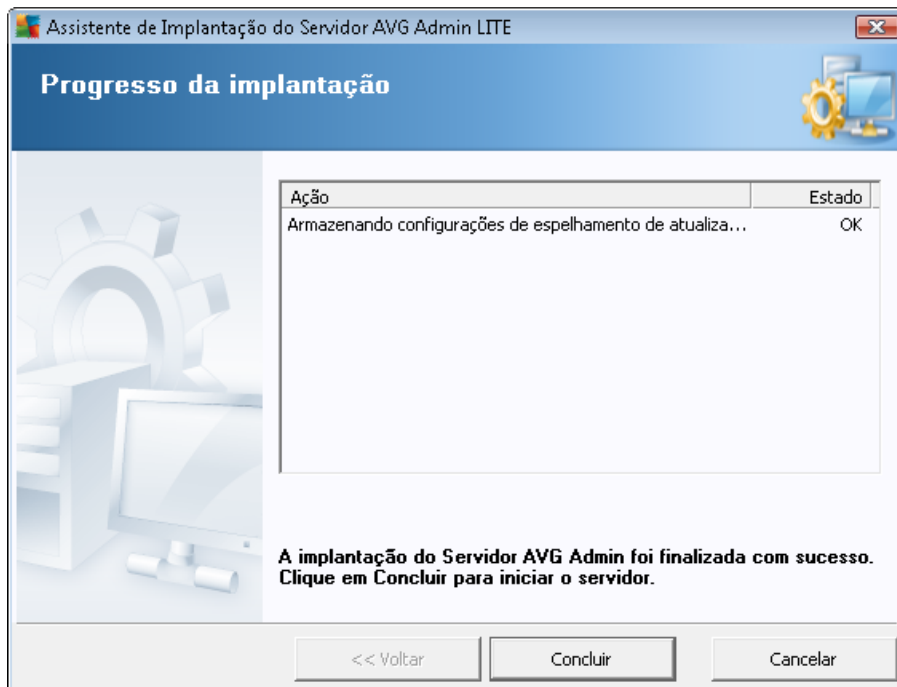 Assistente de Implantação do Servidor AVG Admin LITE
Progresso da implantação
Ação Estado
Armazenando configurações de espelhamento de atualiza... OK
A implantação do Servidor AVG Admin foi finalizada com sucesso.
Clique em Concluir para iniciar o servidor.
<< Voltar Concluir Cancelar